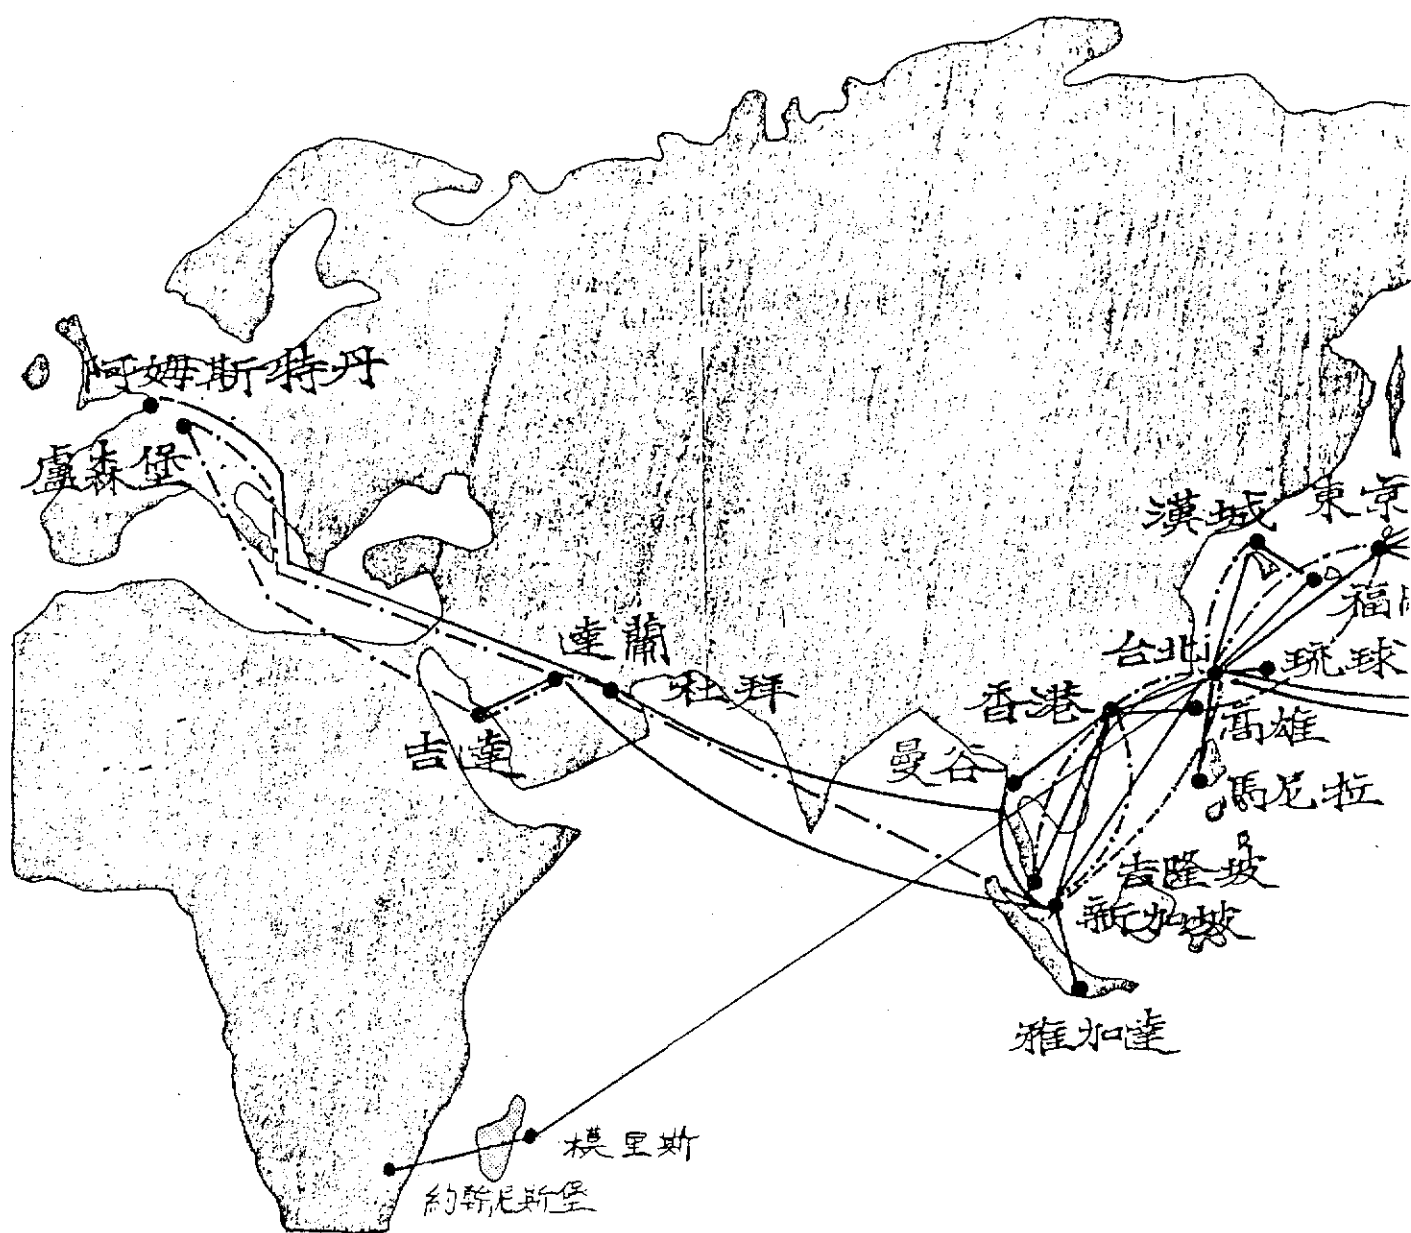 阿姆斯特丹
盧森堡
漢城
東京
福
達蘭
台北
琉球
杜拜
香港
高雄
吉達
曼谷
馬尼拉
吉隆坡
新加坡
雅加達
模里斯
約翰尼斯堡